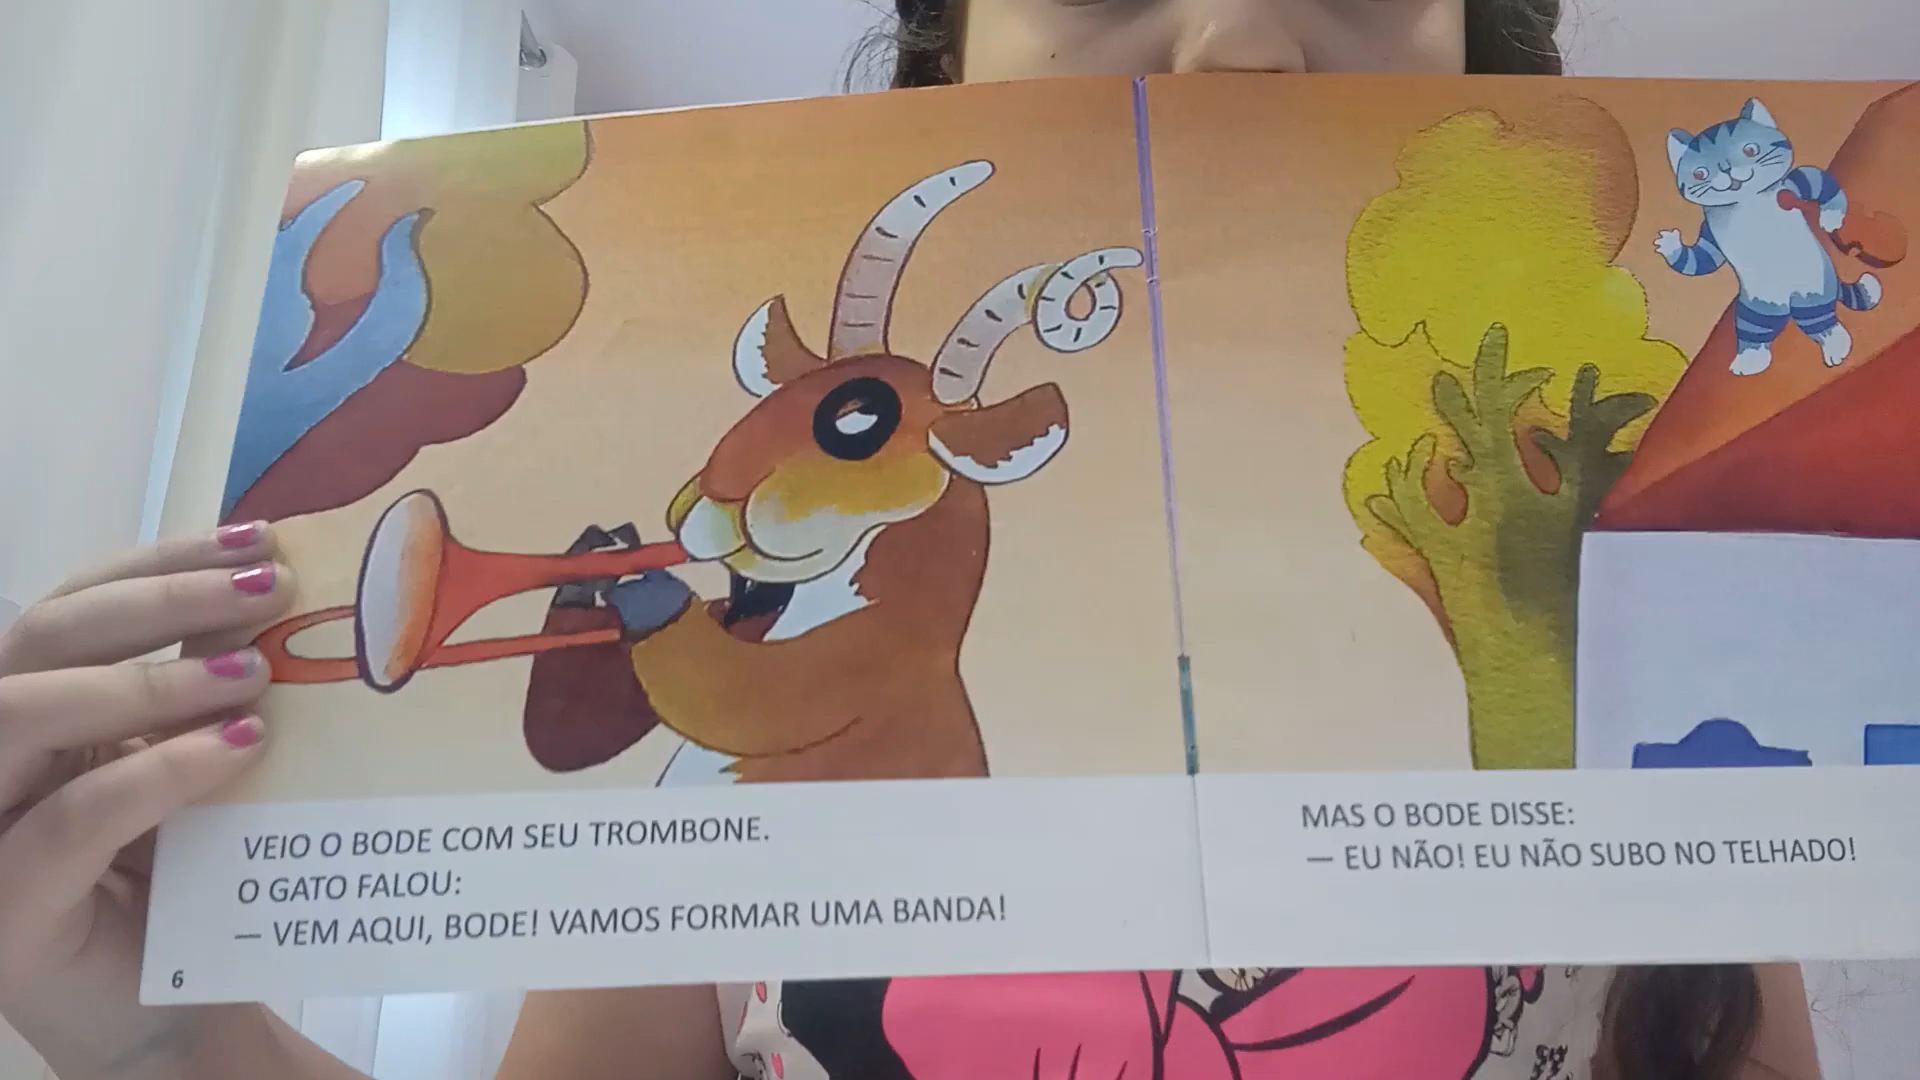 VEIO O BODE COM SEU TROMBONE.
O GATO FALOU:
— VEM AQUI, BODE! VAMOS FORMAR UMA BANDA!
6
MAS O BODE DISSE:
— EU NÃO! EU NÃO SUBO NO TELHADO!